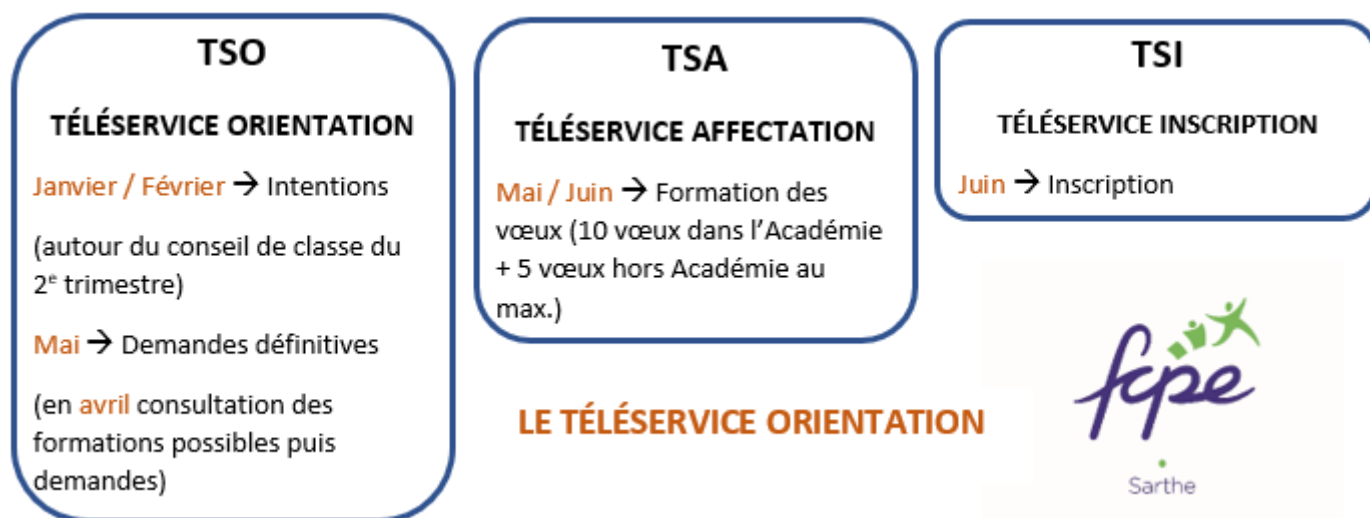 TSO
TÉLÉSERVICE ORIENTATION
Janvier / Février → Intentions
(autour du conseil de classe du
2e trimestre)
Mai → Demandes définitives
(en avril consultation des
formations possibles puis
demandes)
TSA
TÉLÉSERVICE AFFECTATION
Mai / Juin → Formation des
vœux (10 vœux dans l’Académie
+ 5 vœux hors Académie au
max.)
TSI
TÉLÉSERVICE INSCRIPTION
Juin → Inscription
LE TÉLÉSERVICE ORIENTATION
fcpe
Sarthe